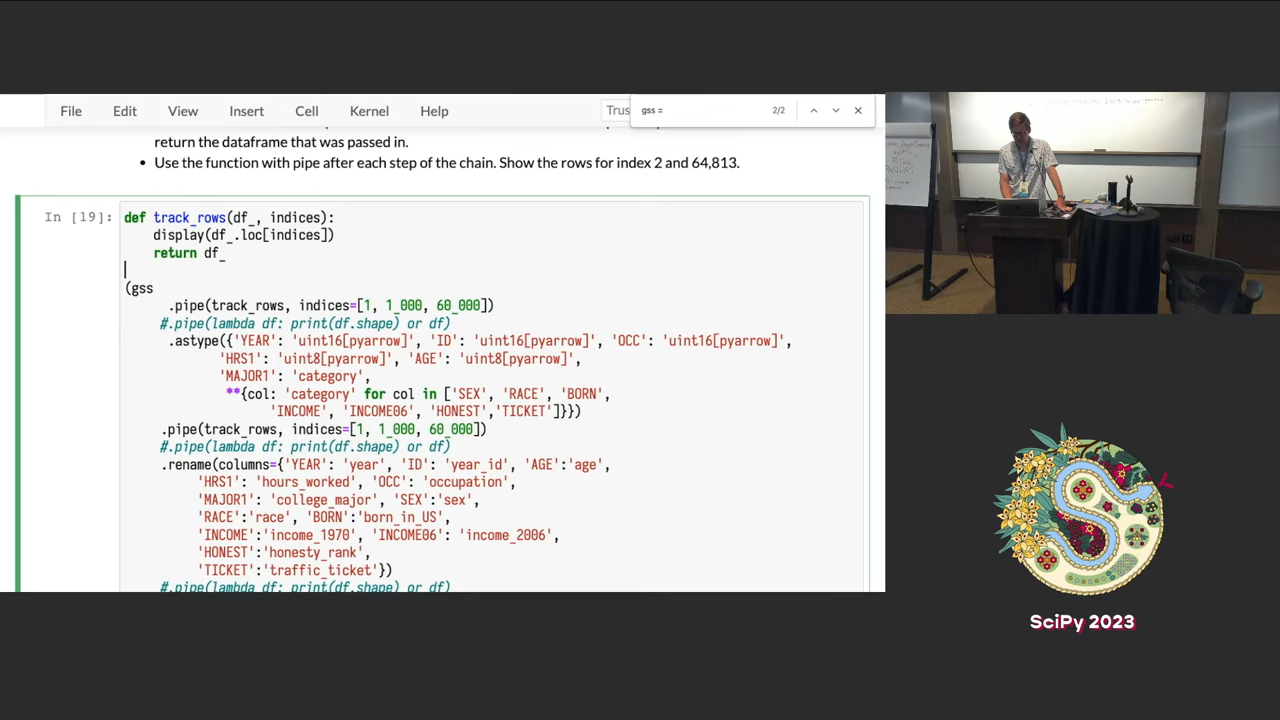 File Edit View Insert Cell Kernel Help Trus gss = 2/2
return the dataframe that was passed in.
• Use the function with pipe after each step of the chain. Show the rows for index 2 and 64,813.
In [19]: def track_rows(df_, indices):
display(df_.loc[indices])
return df_
(gss
.pipe(track_rows, indices=[1, 1_000, 60_000])
#.pipe(lambda df: print(df.shape) or df)
.astype({'YEAR': 'uint16[pyarrow]', 'ID': 'uint16[pyarrow]', 'OCC': 'uint16[pyarrow]',
'HRS1': 'uint8[pyarrow]', 'AGE': 'uint8[pyarrow]',
'MAJOR1': 'category',
**{col: 'category' for col in ['SEX', 'RACE', 'BORN',
'INCOME', 'INCOME06', 'HONEST','TICKET']}})
.pipe(track_rows, indices=[1, 1_000, 60_000])
#.pipe(lambda df: print(df.shape) or df)
.rename(columns={'YEAR': 'year', 'ID': 'year_id', 'AGE':'age',
'HRS1': 'hours_worked', 'OCC': 'occupation',
'MAJOR1': 'college_major', 'SEX':'sex',
'RACE':'race', 'BORN':'born_in_US',
'INCOME':'income_1970', 'INCOME06': 'income_2006',
'HONEST':'honesty_rank',
'TICKET':'traffic_ticket'})
#.pipe(lambda df: print(df.shape) or df)
SciPy 2023